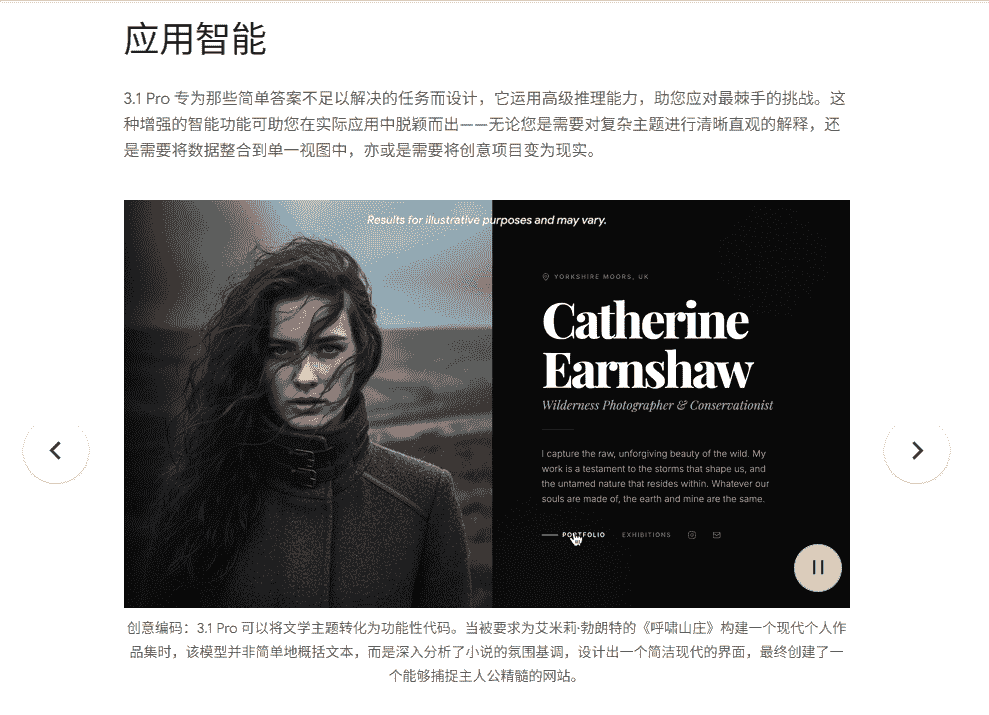 应用智能
3.1 Pro 专为那些简单答案不足以解决的任务而设计，它运用高级推理能力，助您应对最棘手的挑战。这
种增强的智能功能可助您在实际应用中脱颖而出——无论您是需要对复杂主题进行清晰直观的解释，还
是需要将数据整合到单一视图中，亦或是需要将创意项目变为现实。
Results for illustrative purposes and may vary.
YORKSHIRE MOORS, UK
Catherine
Earnshaw
Wilderness Photographer & Conservationist
I capture the raw, unforgiving beauty of the wild. My
work is a testament to the storms that shape us, and
the untamed nature that resides within. Whatever our
souls are made of, the earth and mine are the same.
PORTFOLIO EXHIBITIONS
创意编码：3.1 Pro 可以将文学主题转化为功能性代码。当被要求为艾米莉·勃朗特的《呼啸山庄》构建一个现代个人作
品集时，该模型并非简单地概括文本，而是深入分析了小说的氛围基调，设计出一个简洁现代的界面，最终创建了一
个能够捕捉主人公精髓的网站。